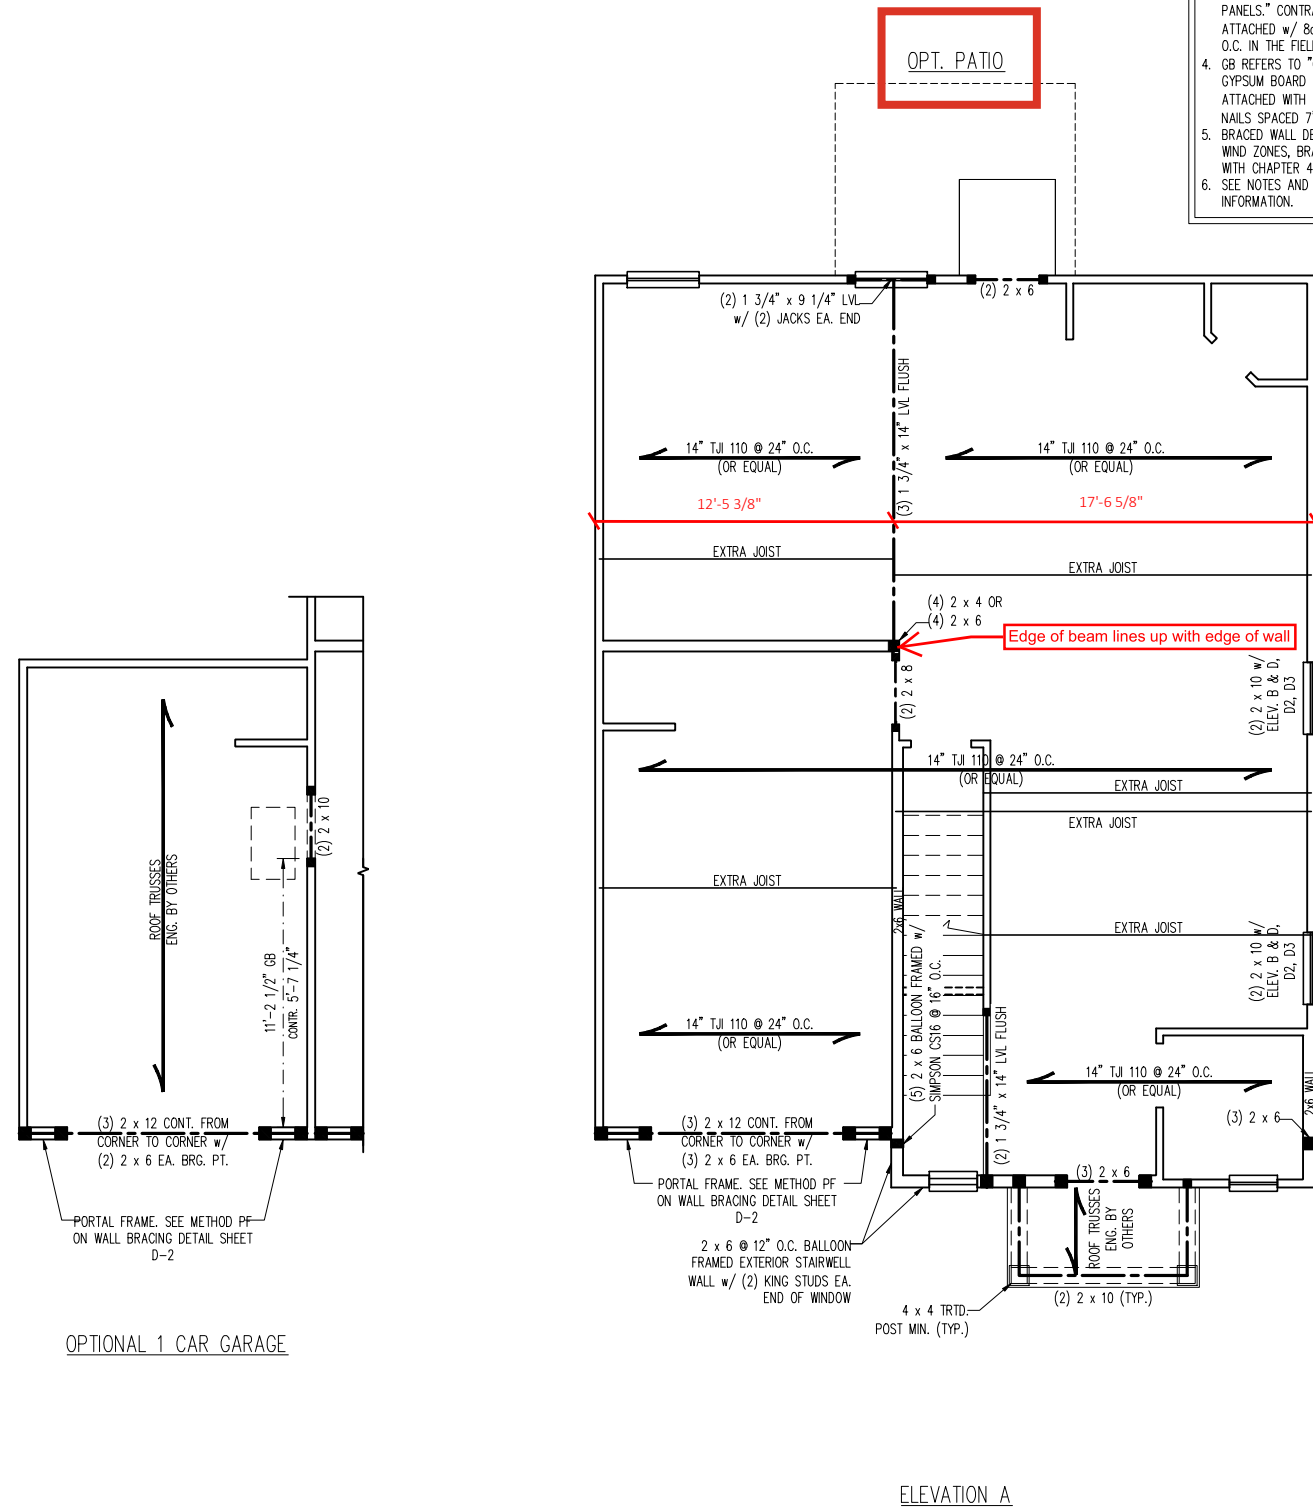 PANELS." CONTR
ATTACHED w/ 8
O.C. IN THE FIEL
4. GB REFERS TO "
GYPSUM BOARD
ATTACHED WITH
NAILS SPACED 7"
5. BRACED WALL DE
WIND ZONES, BRA
WITH CHAPTER 4
6. SEE NOTES AND
INFORMATION.
OPT. PATIO
(2) 1 3/4" x 9 1/4" LVL
w/ (2) JACKS EA. END
(2) 2 x 6
(3) 1 3/4" x 14" LVL FLUSH
14" TJI 110 @ 24" O.C.
(OR EQUAL)
14" TJI 110 @ 24" O.C.
(OR EQUAL)
12'-5 3/8"
17'-6 5/8"
EXTRA JOIST
EXTRA JOIST
(4) 2 x 4 OR
(4) 2 x 6
Edge of beam lines up with edge of wall
(2) 2 x 8
(2) 2 x 10 w/
ELEV. B & D,
D2, D3
14" TJI 110 @ 24" O.C.
(OR EQUAL)
EXTRA JOIST
EXTRA JOIST
EXTRA JOIST
2x6 WALL
EXTRA JOIST
(2) 2 x 10 w/
ELEV. B & D,
D2, D3
(5) 2 x 6 BALLOON FRAMED w/
SIMPSON CS16 @ 16" O.C.
14" TJI 110 @ 24" O.C.
(OR EQUAL)
(2) 1 3/4" x 14" LVL FLUSH
14" TJI 110 @ 24" O.C.
(OR EQUAL)
2x6 WALL
(3) 2 x 6
(3) 2 x 12 CONT. FROM
CORNER TO CORNER w/
(3) 2 x 6 EA. BRG. PT.
PORTAL FRAME. SEE METHOD PF
ON WALL BRACING DETAIL SHEET
D-2
(3) 2 x 6
ROOF TRUSSES
ENG. BY
OTHERS
2 x 6 @ 12" O.C. BALLOON
FRAMED EXTERIOR STAIRWELL
WALL w/ (2) KING STUDS EA.
END OF WINDOW
4 x 4 TRTD.
POST MIN. (TYP.)
(2) 2 x 10 (TYP.)
ELEVATION A
ROOF TRUSSES
ENG. BY OTHERS
(2) 2 x 10
11'-2 1/2" GB
CONTR. 5'-7 1/4"
(3) 2 x 12 CONT. FROM
CORNER TO CORNER w/
(2) 2 x 6 EA. BRG. PT.
PORTAL FRAME. SEE METHOD PF
ON WALL BRACING DETAIL SHEET
D-2
OPTIONAL 1 CAR GARAGE